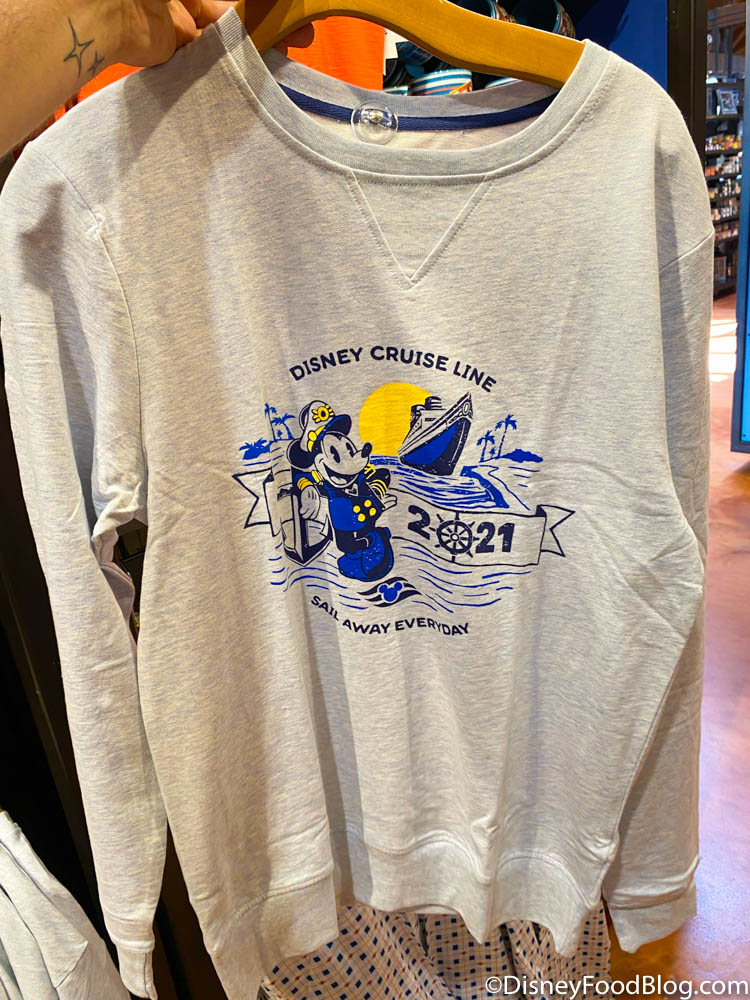 DISNEY CRUISE LINE
2021
SAIL AWAY EVERYDAY
©DisneyFoodBlog.com